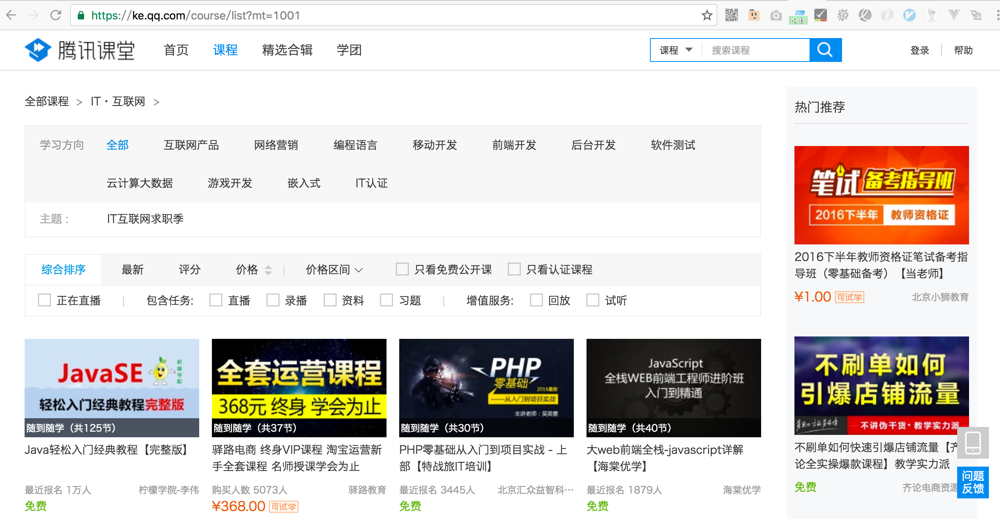 https://ke.qq.com/course/list?mt=1001
beta
腾讯课堂
首页 课程 精选合辑 学团
课程 搜索课程
登录 帮助
全部课程 > IT・互联网 >
学习方向 全部 互联网产品 网络营销 编程语言 移动开发 前端开发 后台开发 软件测试
云计算大数据 游戏开发 嵌入式 IT认证
主题： IT互联网求职季
综合排序 最新 评分 价格 价格区间 只看免费公开课 只看认证课程
正在直播 包含任务: 直播 录播 资料 习题 增值服务: 回放 试听
JavaSE
柠檬学院
轻松入门经典教程完整版
随到随学（共125节）
Java轻松入门经典教程【完整版】
最近报名 1万人 柠檬学院-李伟
免费
全套运营课程
368元 终身 学会为止
随到随学（共37节）
驿路电商 终身VIP课程 淘宝运营新
手全套课程 名师授课学会为止
购买人数 5073人 驿路教育
¥368.00 可试学
PHP
零基础
2016最新
——从入门到项目实战
主讲老师：吴英雷
随到随学（共30节）
PHP零基础从入门到项目实战 - 上
部【特战旅IT培训】
最近报名 3445人 北京汇众益智科…
免费
JavaScript
全栈WEB前端工程师进阶班
入门到精通
随到随学（共40节）
大web前端全栈-javascript详解
【海棠优学】
最近报名 1879人 海棠优学
免费
热门推荐
笔试备考指导班
2016下半年 教师资格证
2016下半年教师资格证笔试备考指
导班（零基础备考）【当老师】
¥1.00 可试学 北京小狮教育
不刷单如何
引爆店铺流量
不讲伪干货·教学实力派
不刷单如何快速引爆店铺流量【齐
论全实操爆款课程】教学实力派
免费 齐论电商资源
问题
反馈